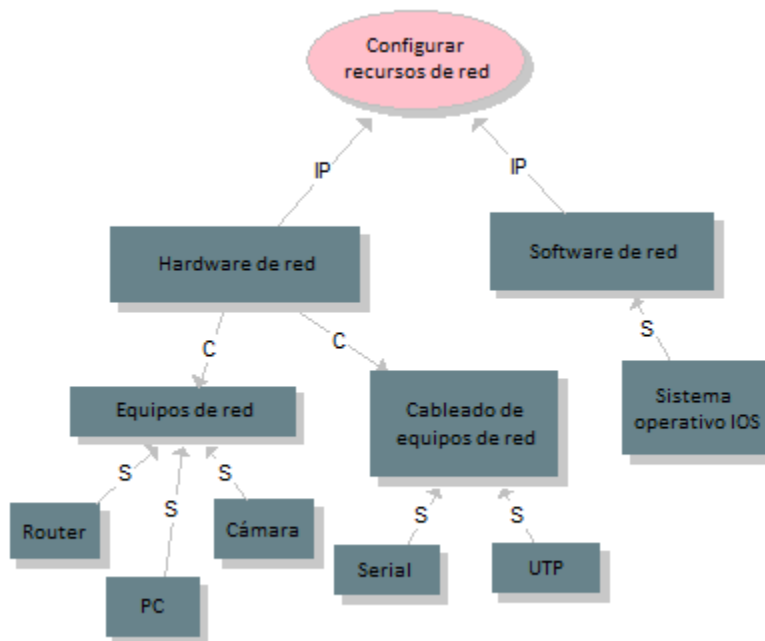 Configurar
recursos de red
IP
IP
Hardware de red
Software de red
C
C
S
Equipos de red
Cableado de
equipos de red
Sistema
operativo IOS
S
S
S
Router
PC
Cámara
S
S
Serial
UTP